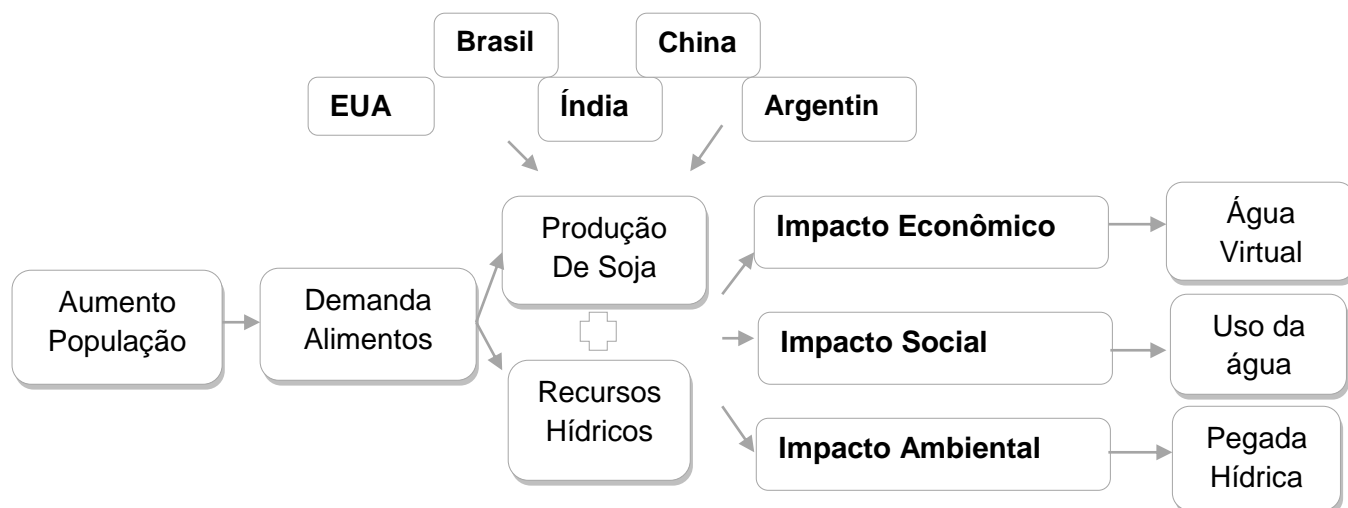 Brasil
China
EUA
Índia
Argentin
Produção
De Soja
Impacto Econômico
Água
Virtual
Aumento
População
Demanda
Alimentos
Impacto Social
Uso da
água
Recursos
Hídricos
Impacto Ambiental
Pegada
Hídrica